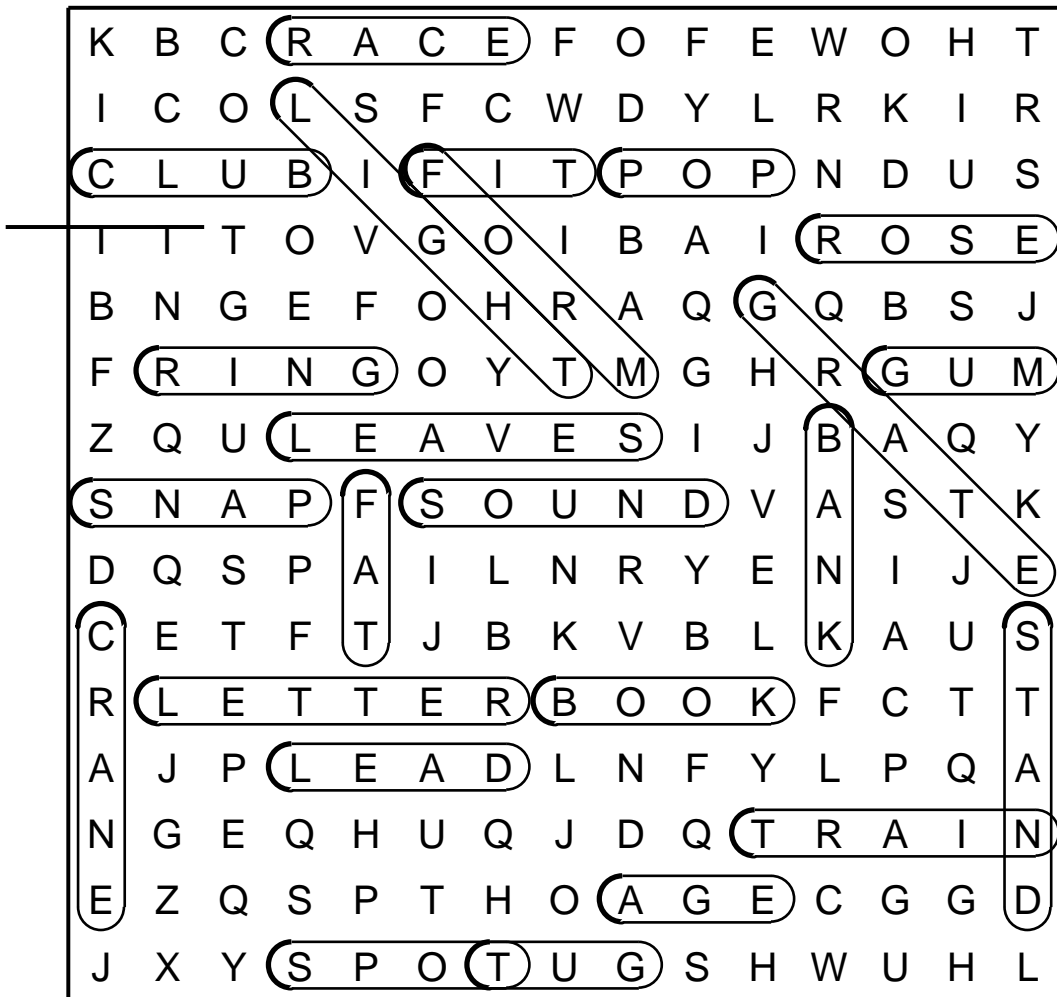 K B C R A C E F O F E W O H T
I C O L S F C W D Y L R K I R
C L U B I F I T P O P N D U S
I T T O V G O I B A I R O S E
B N G E F O H R A Q G Q B S J
F R I N G O Y T M G H R G U M
Z Q U L E A V E S I J B A Q Y
S N A P F S O U N D V A S T K
D Q S P A I L N R Y E N I J E
C E T F T J B K V B L K A U S
R L E T T E R B O O K F C T T
A J P L E A D L N F Y L P Q A
N G E Q H U Q J D Q T R A I N
E Z Q S P T H O A G E C G G D
J X Y S P O T U G S H W U H L